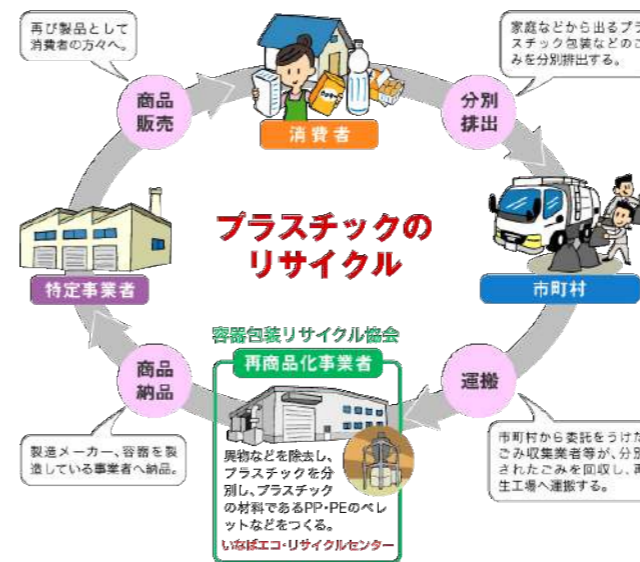 再び製品として
消費者の方々へ。
家庭などから出るプラ
スチック包装などのご
みを分別排出する。
商品
販売
分別
排出
消費者
プラスチックの
リサイクル
特定事業者
市町村
容器包装リサイクル協会
再商品化事業者
商品
納品
運搬
異物などを除去し、
プラスチックを分
別し、プラスチック
の材料であるPP・PEのペレ
ットなどをつくる。
いなばエコ・リサイクルセンター
製造メーカー、容器を製
造している事業者へ納品。
市町村から委託をうけた
ごみ収集業者等が、分別
されたごみを回収し、再
生工場へ運搬する。